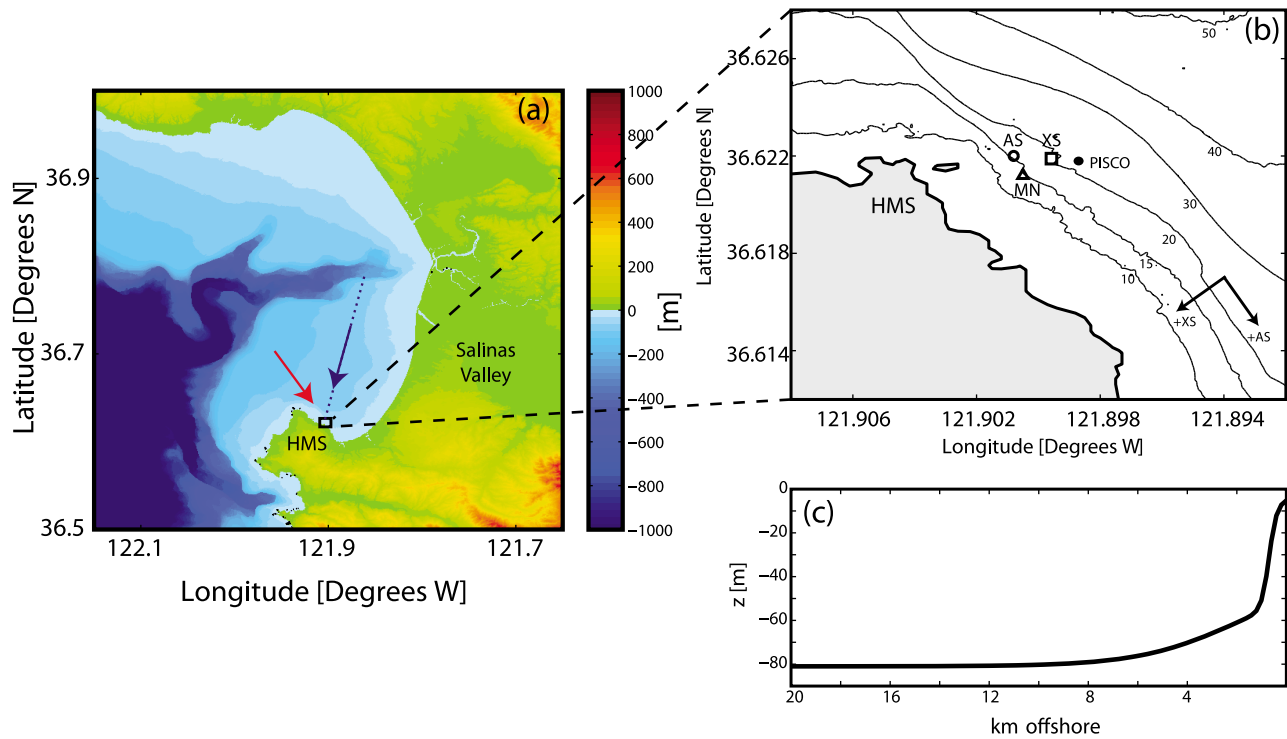 (a)
36.9
36.7
36.5
122.1
121.9
121.7
Latitude [Degrees N]
Longitude [Degrees W]
HMS
Salinas
Valley
1000
800
600
400
200
0
−200
−400
−600
−800
−1000
[m]
(b)
36.626
36.622
36.618
36.614
121.906
121.902
121.898
121.894
Latitude [Degrees N]
Longitude [Degrees W]
50
40
30
20
15
10
AS
XS
MN
PISCO
HMS
+XS
+AS
(c)
0
−20
−40
−60
−80
z [m]
20
16
12
8
4
km offshore